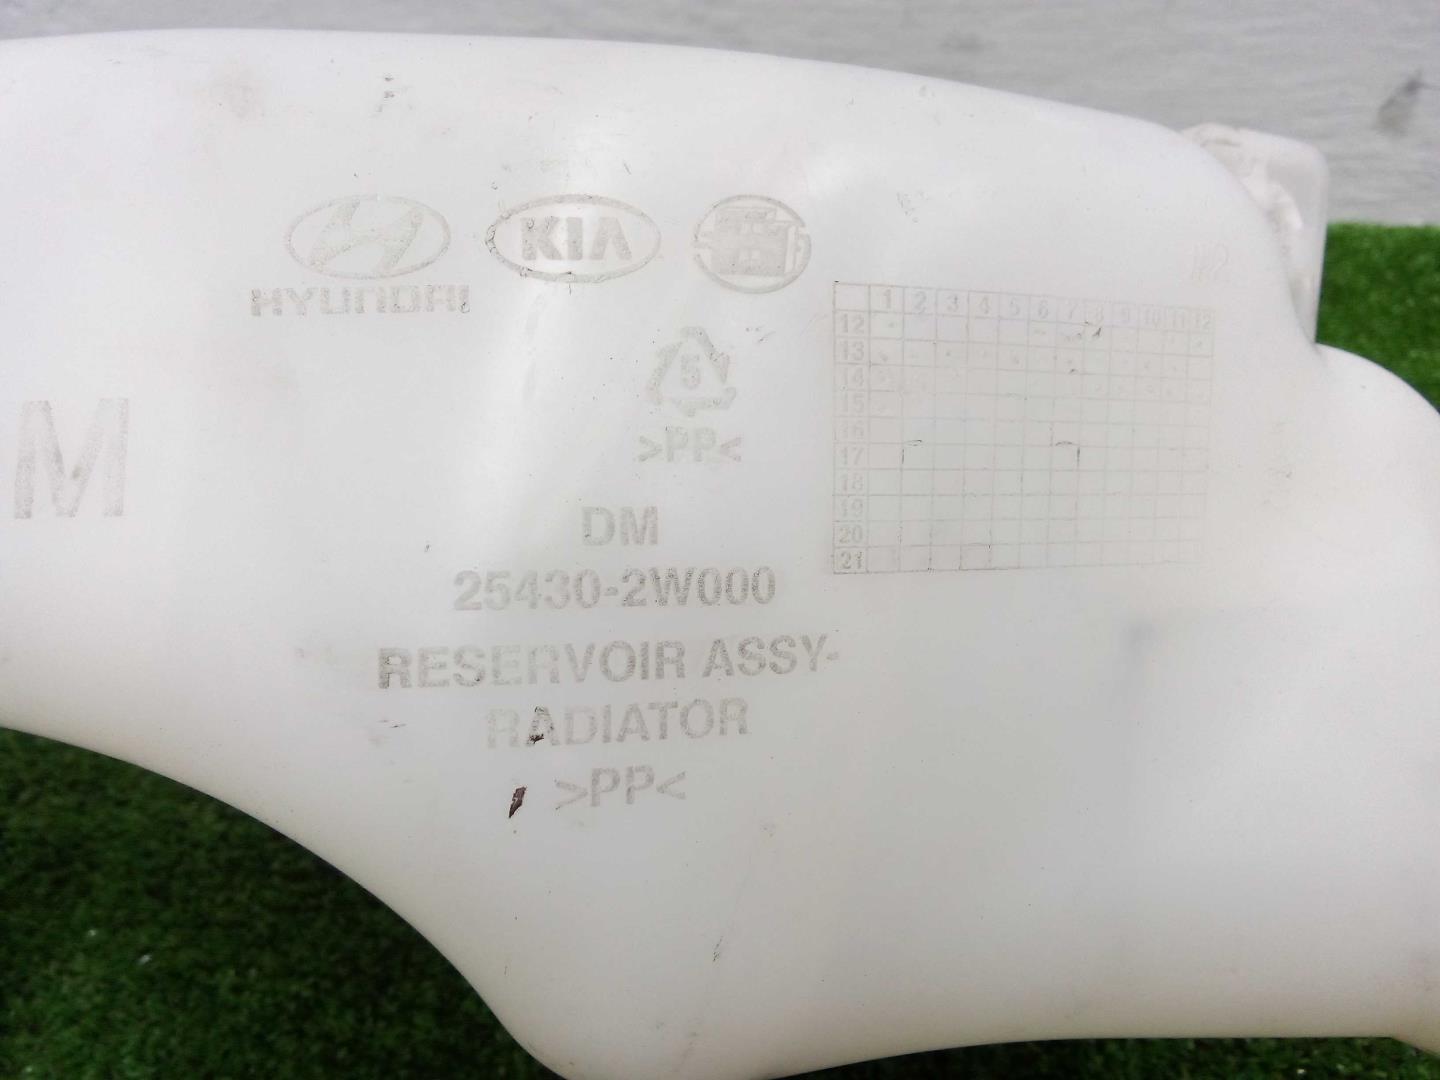 HYUNDAI
KIA
5
>PP<
M
DM
25430-2W000
RESERVOIR ASSY-
RADIATOR
>PP<
1 2 3 4 5 6 7 8 9 10 11 12
12
13
14
15
16
17
18
19
20
21